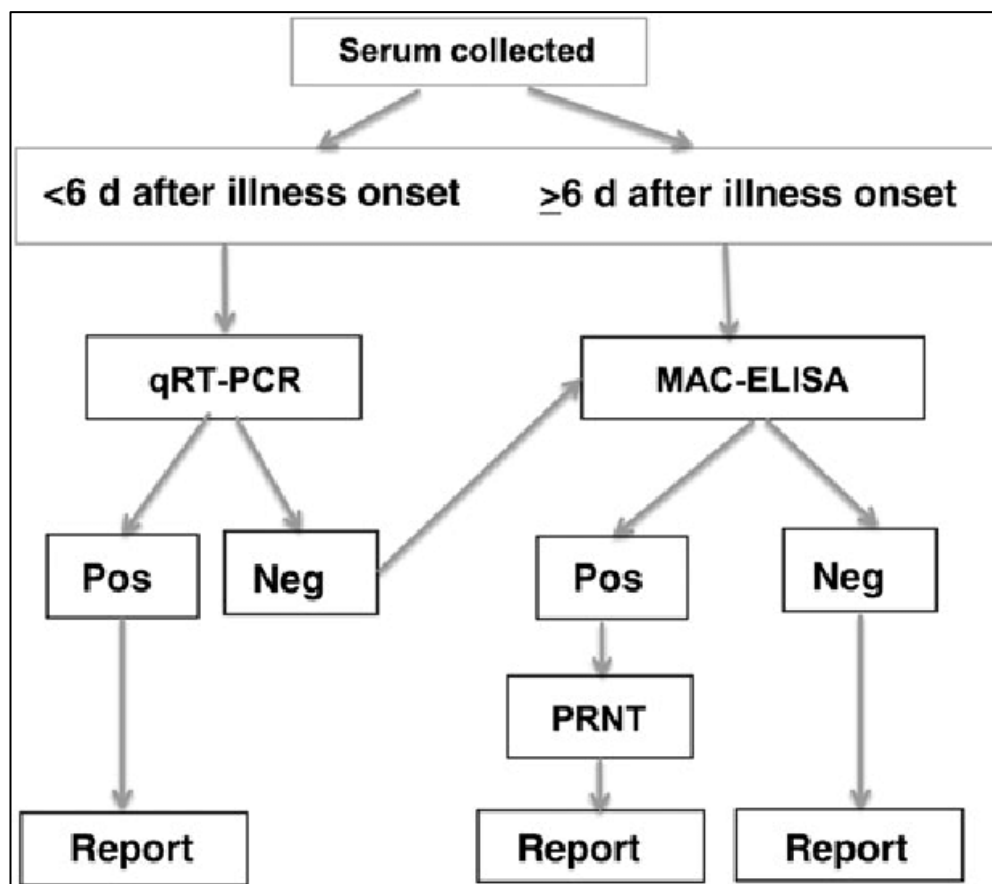 Serum collected
<6 d after illness onset
≥6 d after illness onset
qRT-PCR
MAC-ELISA
Pos
Neg
Pos
Neg
PRNT
Report
Report
Report